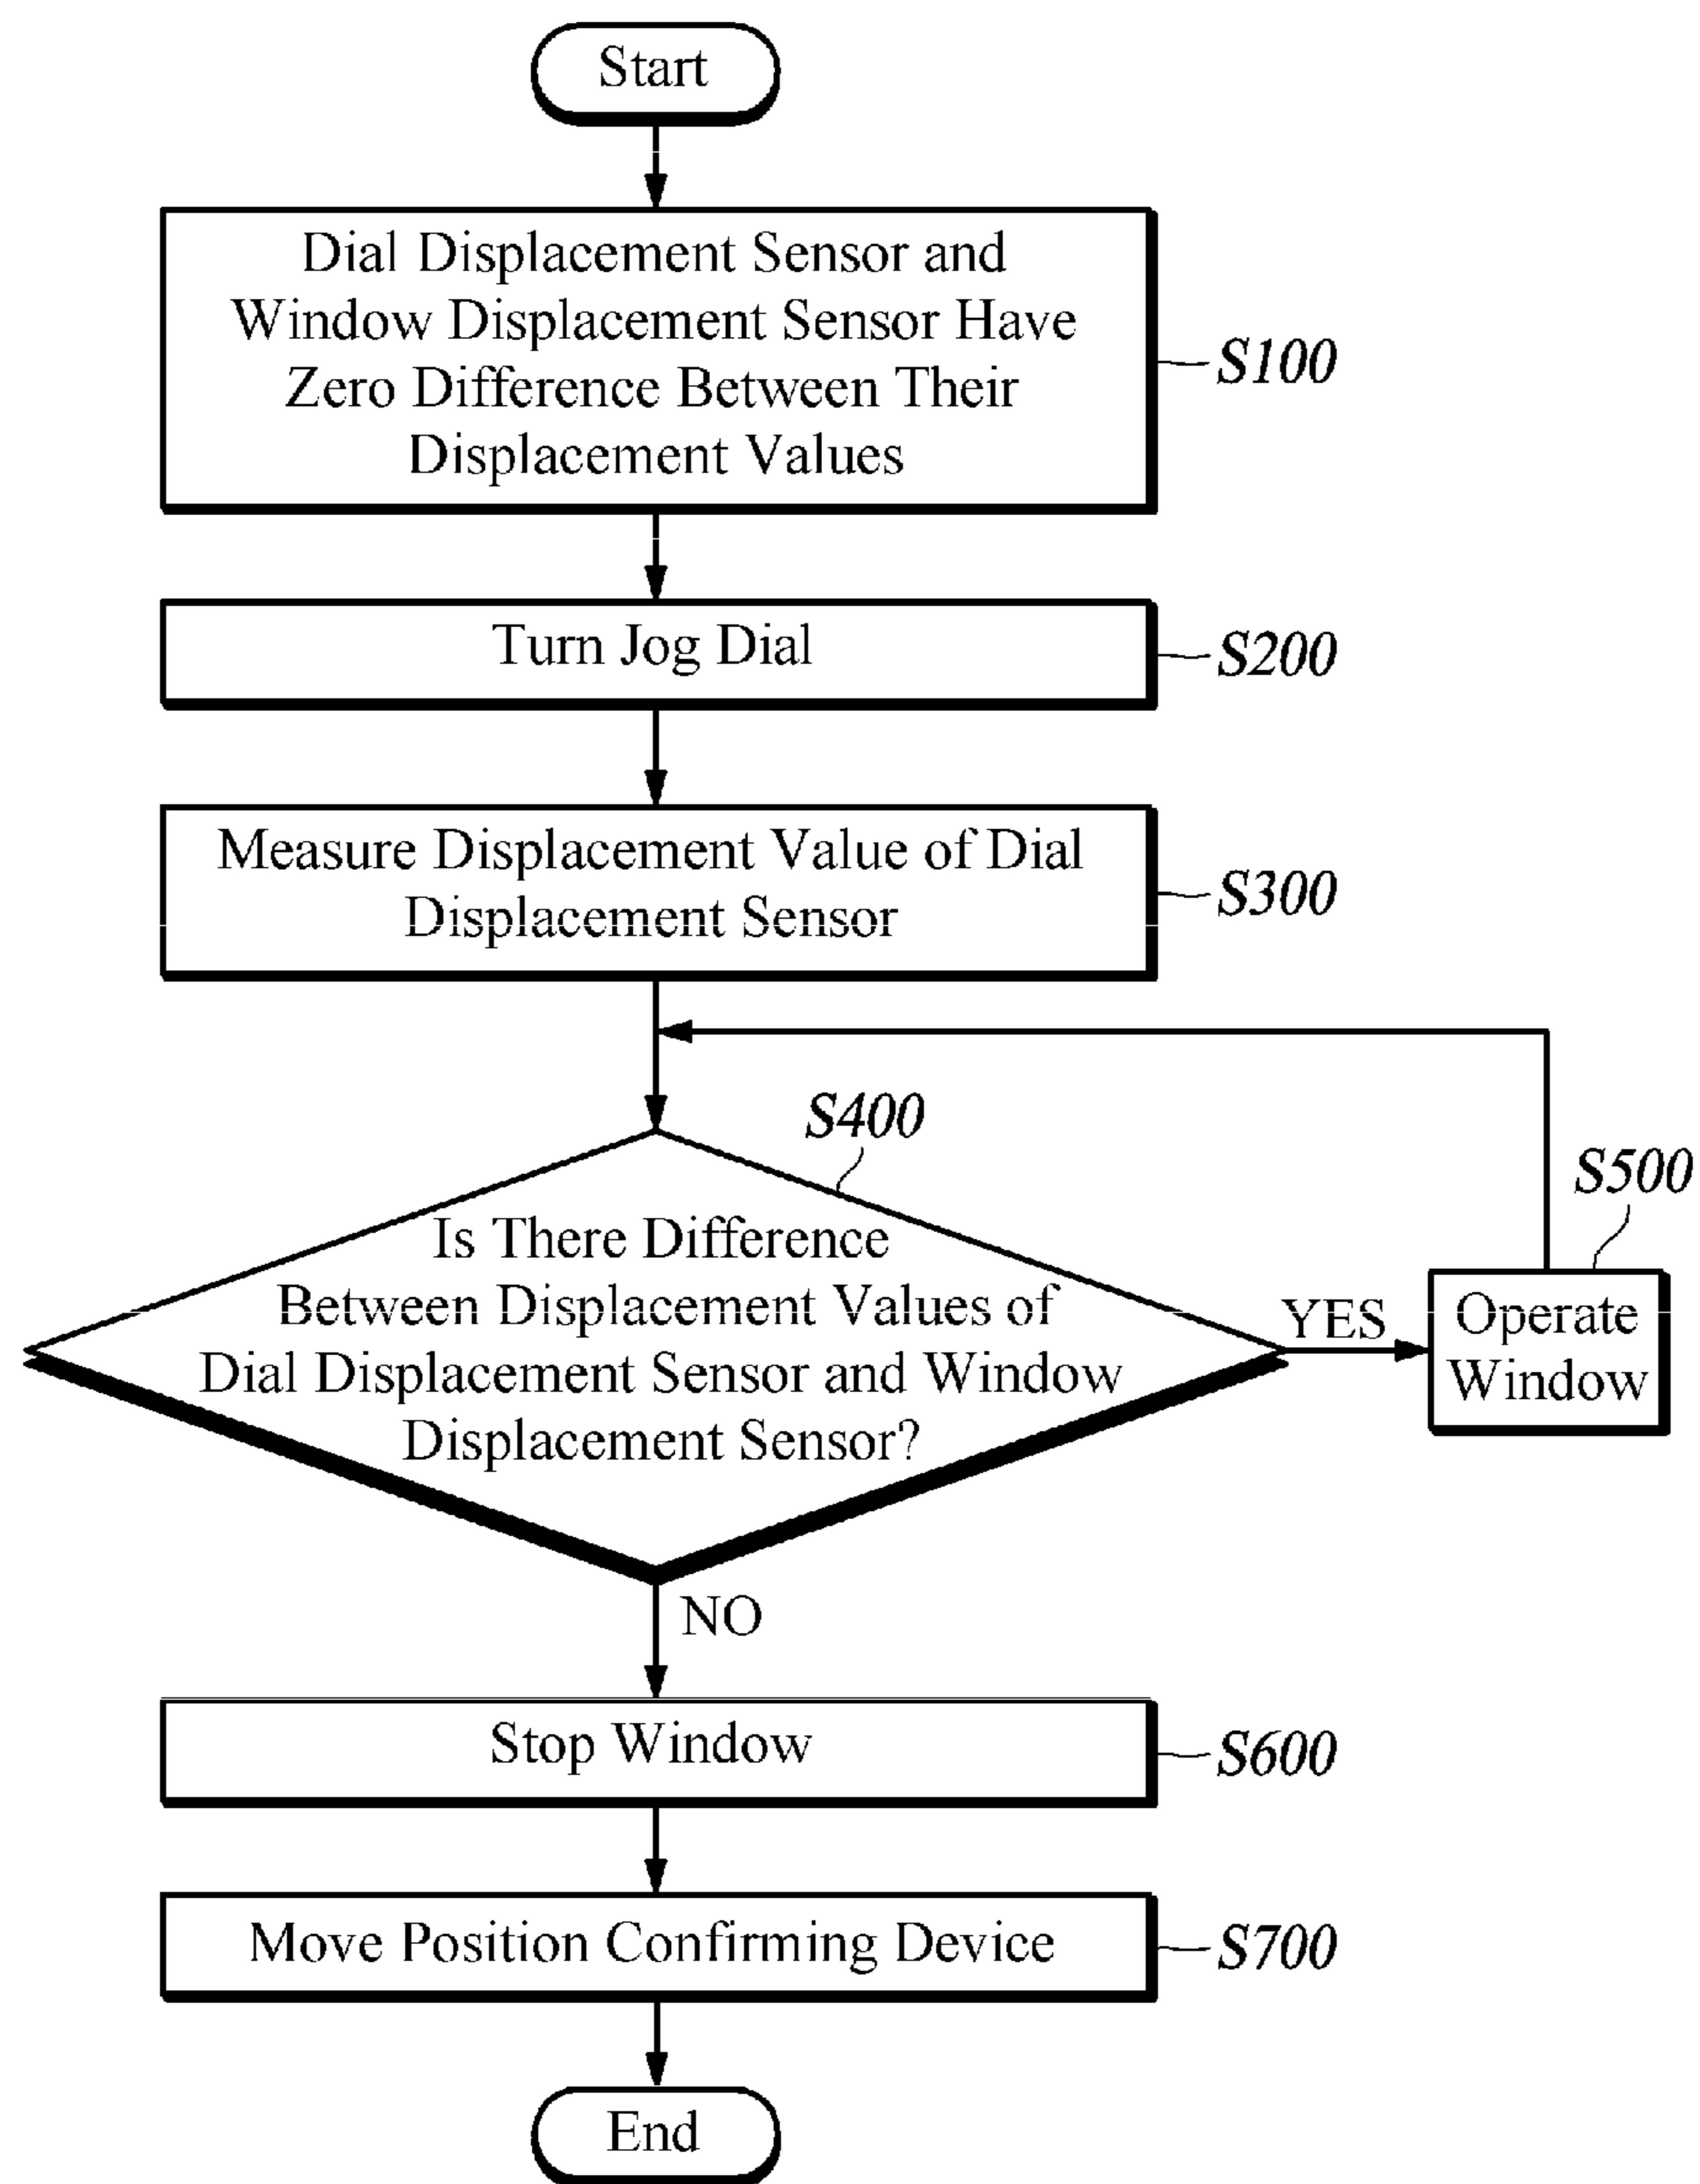 Start
Dial Displacement Sensor and
Window Displacement Sensor Have
Zero Difference Between Their
Displacement Values
S100
Turn Jog Dial
S200
Measure Displacement Value of Dial
Displacement Sensor
S300
S400
Is There Difference
Between Displacement Values of
Dial Displacement Sensor and Window
Displacement Sensor?
YES
S500
Operate
Window
NO
Stop Window
S600
Move Position Confirming Device
S700
End